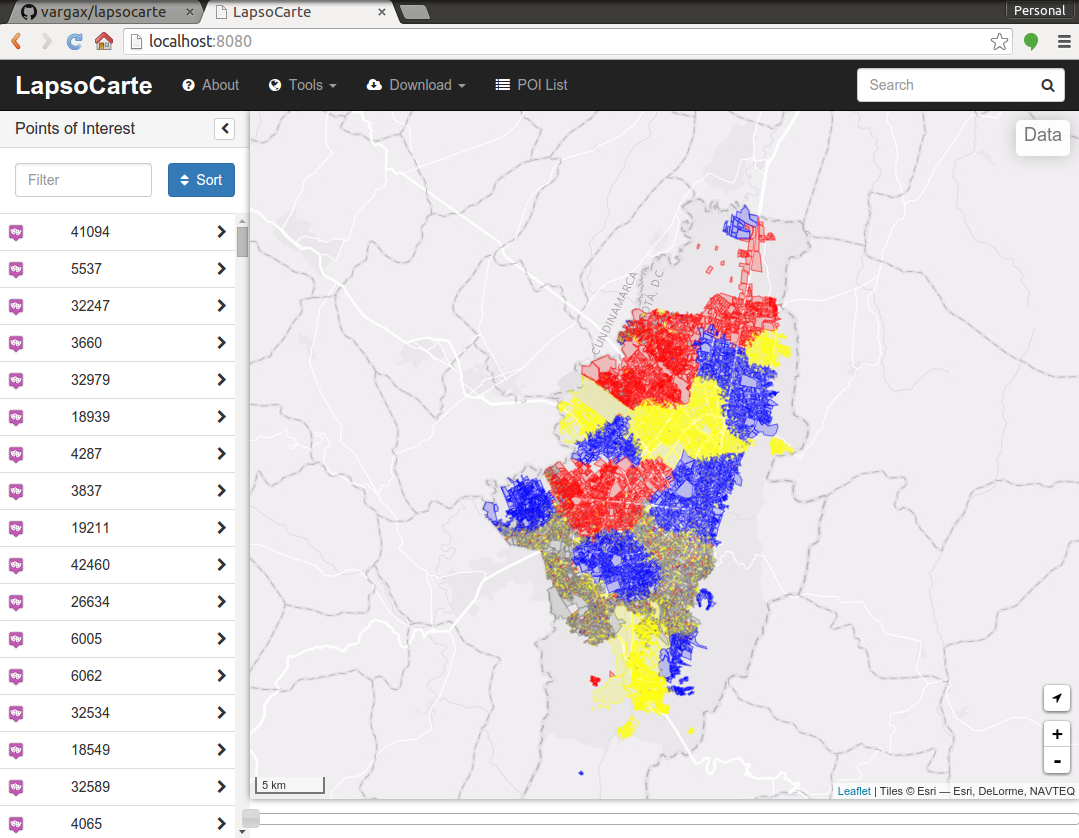 Personal
vargax/lapsocarte
LapsoCarte
localhost:8080
LapsoCarte
About
Tools
Download
POI List
Search
Points of Interest
Data
Filter
Sort
41094
5537
32247
3660
32979
18939
4287
3837
19211
42460
26634
6005
6062
32534
18549
32589
4065
CUNDINAMARCA
OTA, D.C.
+
-
5 km
Leaflet | Tiles © Esri — Esri, DeLorme, NAVTEQ